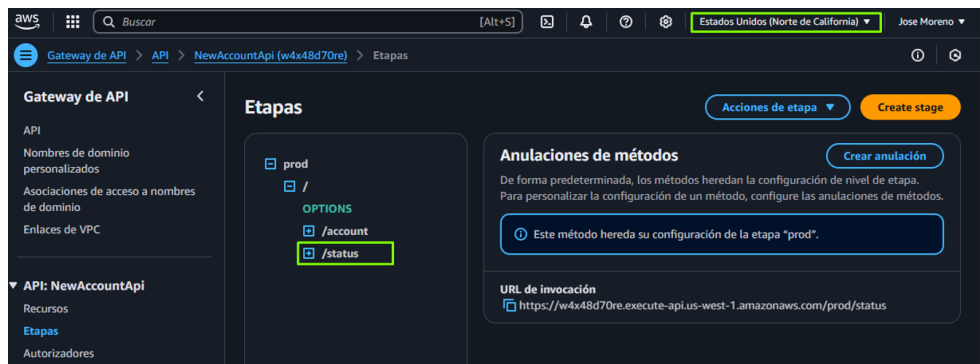 aws
Buscar [Alt+S]
Estados Unidos (Norte de California) ▼
Jose Moreno ▼
Gateway de API > API > NewAccountApi (w4x48d70re) > Etapas
Gateway de API
API
Nombres de dominio
personalizados
Asociaciones de acceso a nombres
de dominio
Enlaces de VPC
▼ API: NewAccountApi
Recursos
Etapas
Autorizadores
Etapas
Acciones de etapa ▼
Create stage
prod
/
OPTIONS
/account
/status
Anulaciones de métodos
Crear anulación
De forma predeterminada, los métodos heredan la configuración de nivel de etapa.
Para personalizar la configuración de un método, configure las anulaciones de métodos.
Este método hereda su configuración de la etapa “prod”.
URL de invocación
https://w4x48d70re.execute-api.us-west-1.amazonaws.com/prod/status